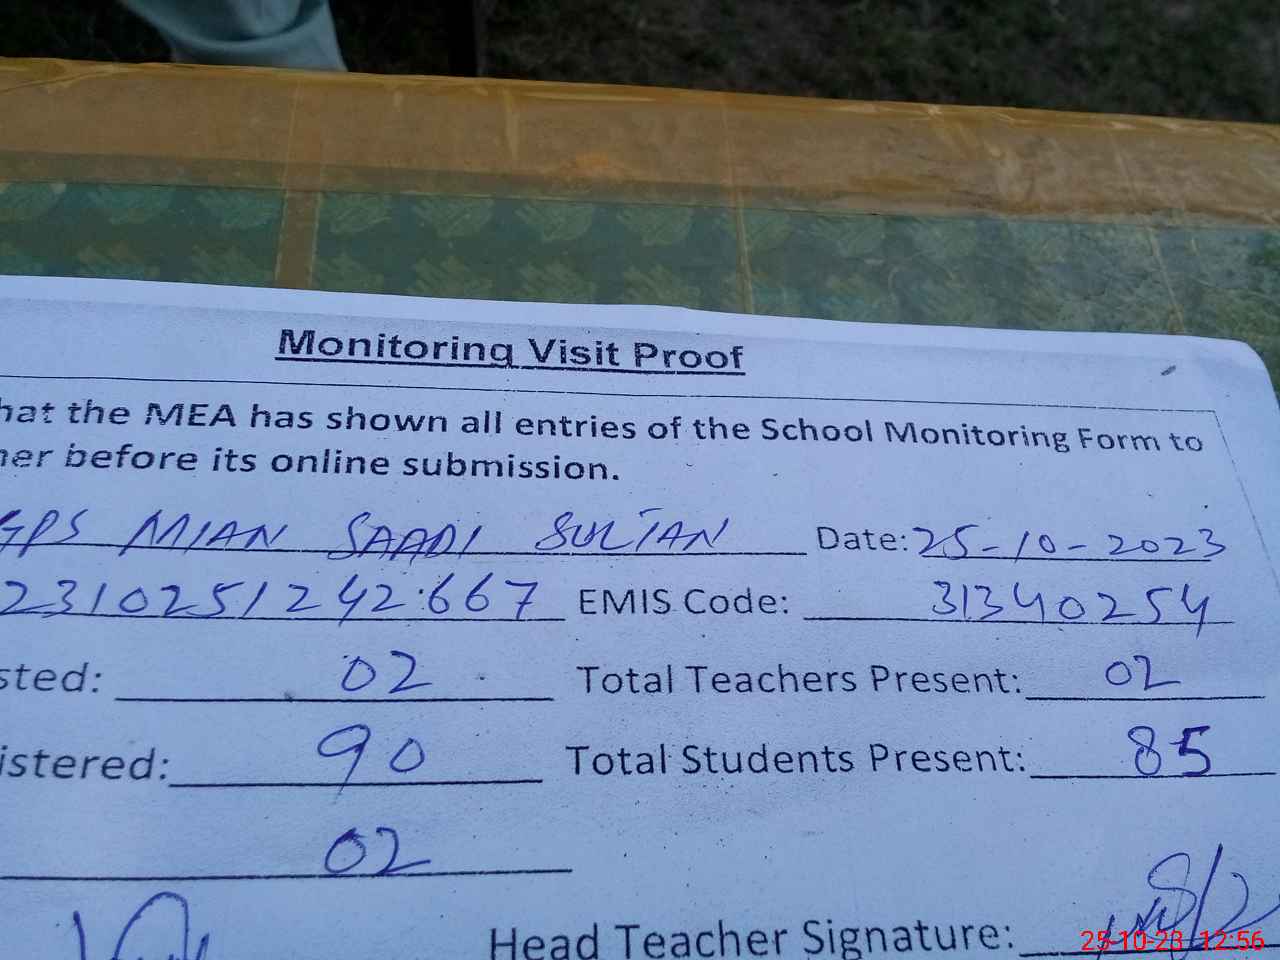 Monitoring Visit Proof
hat the MEA has shown all entries of the School Monitoring Form to
her before its online submission.
GPS MIAN SAADI SULTAN Date: 25-10-2023
2310251242:667 EMIS Code: 31340254
sted: 02 Total Teachers Present: 02
istered: 90 Total Students Present: 85
02
Head Teacher Signature:
25-10-23 12:56